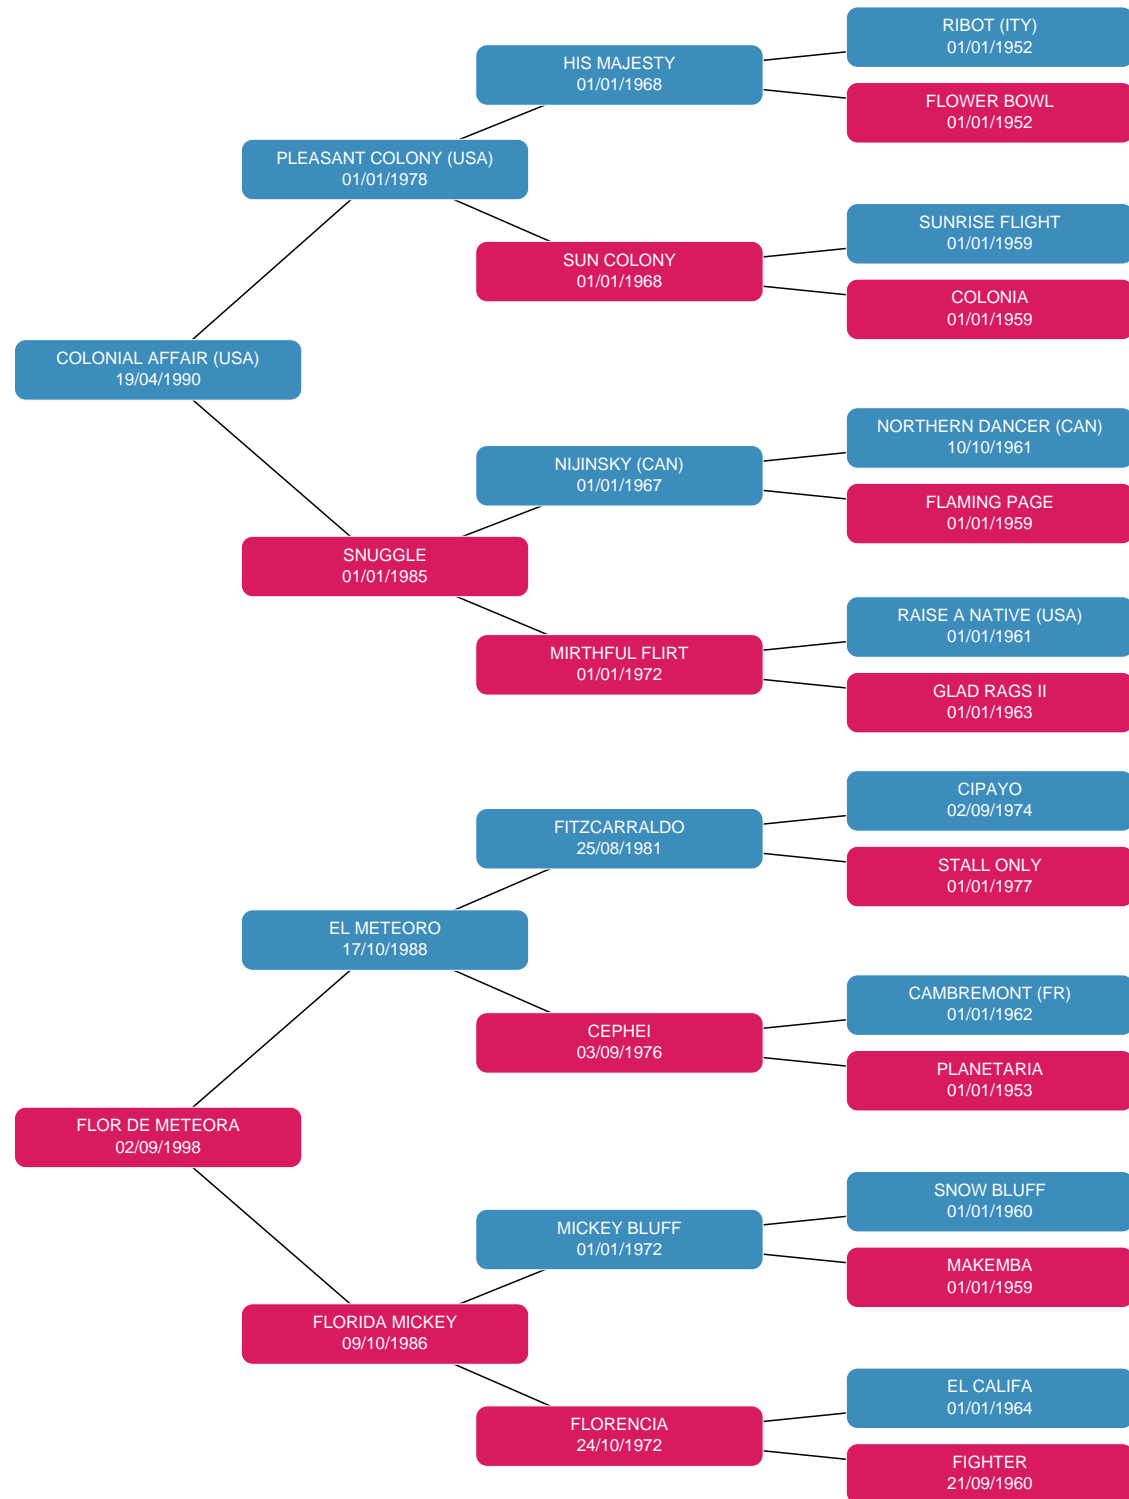 RIBOT (ITY)
01/01/1952
HIS MAJESTY
01/01/1968
FLOWER BOWL
01/01/1952
PLEASANT COLONY (USA)
01/01/1978
SUNRISE FLIGHT
01/01/1959
SUN COLONY
01/01/1968
COLONIA
01/01/1959
COLONIAL AFFAIR (USA)
19/04/1990
NORTHERN DANCER (CAN)
10/10/1961
NIJINSKY (CAN)
01/01/1967
FLAMING PAGE
01/01/1959
SNUGGLE
01/01/1985
RAISE A NATIVE (USA)
01/01/1961
MIRTHFUL FLIRT
01/01/1972
GLAD RAGS II
01/01/1963
CIPAYO
02/09/1974
FITZCARRALDO
25/08/1981
STALL ONLY
01/01/1977
EL METEORO
17/10/1988
CAMBREMONT (FR)
01/01/1962
CEPHEI
03/09/1976
PLANETARIA
01/01/1953
FLOR DE METEORA
02/09/1998
SNOW BLUFF
01/01/1960
MICKEY BLUFF
01/01/1972
MAKEMBA
01/01/1959
FLORIDA MICKEY
09/10/1986
EL CALIFA
01/01/1964
FLORENCIA
24/10/1972
FIGHTER
21/09/1960